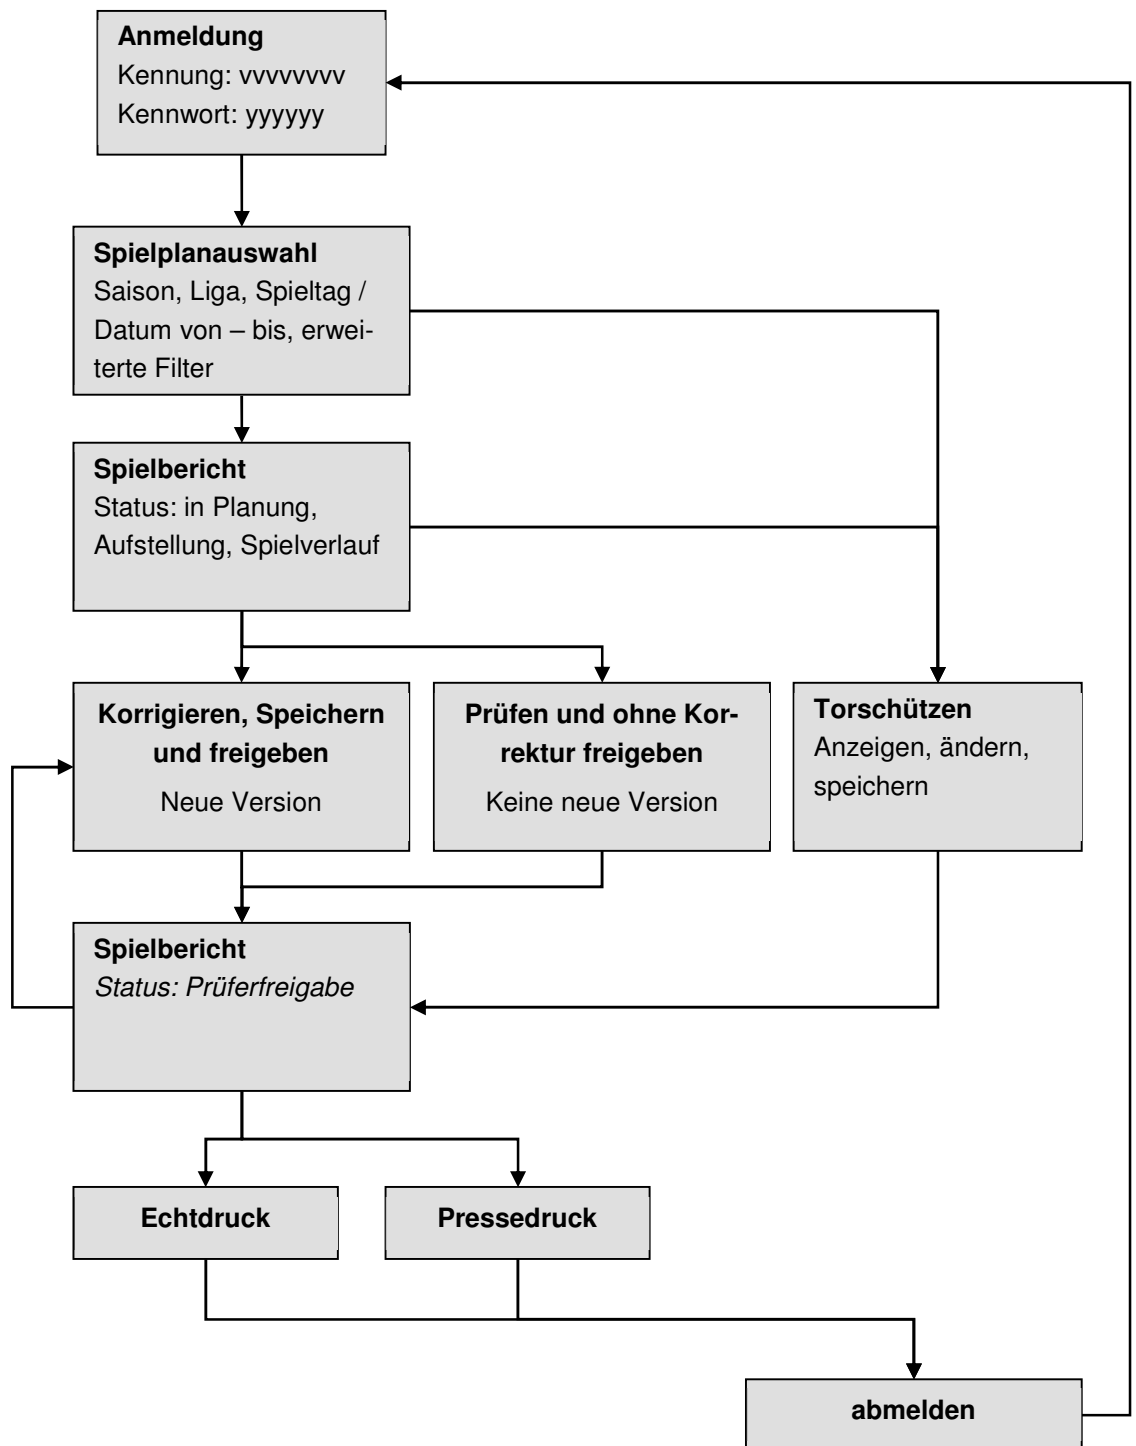 Anmeldung
Kennung: vvvvvvvv
Kennwort: yyyyyy
Spielplanauswahl
Saison, Liga, Spieltag /
Datum von – bis, erwei-
terte Filter
Spielbericht
Status: in Planung,
Aufstellung, Spielverlauf
Korrigieren, Speichern
und freigeben
Neue Version
Prüfen und ohne Kor-
rektur freigeben
Keine neue Version
Torschützen
Anzeigen, ändern,
speichern
Spielbericht
Status: Prüferfreigabe
Echtdruck
Pressedruck
abmelden